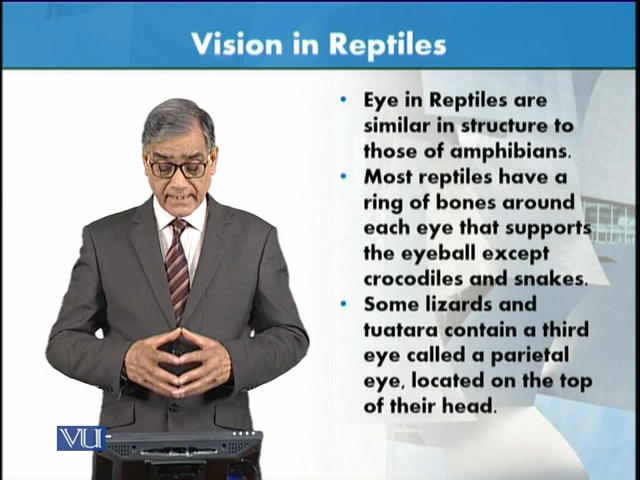 Vision in Reptiles
• Eye in Reptiles are
similar in structure to
those of amphibians.
• Most reptiles have a
ring of bones around
each eye that supports
the eyeball except
crocodiles and snakes.
• Some lizards and
tuatara contain a third
eye called a parietal
eye, located on the top
of their head.
VU